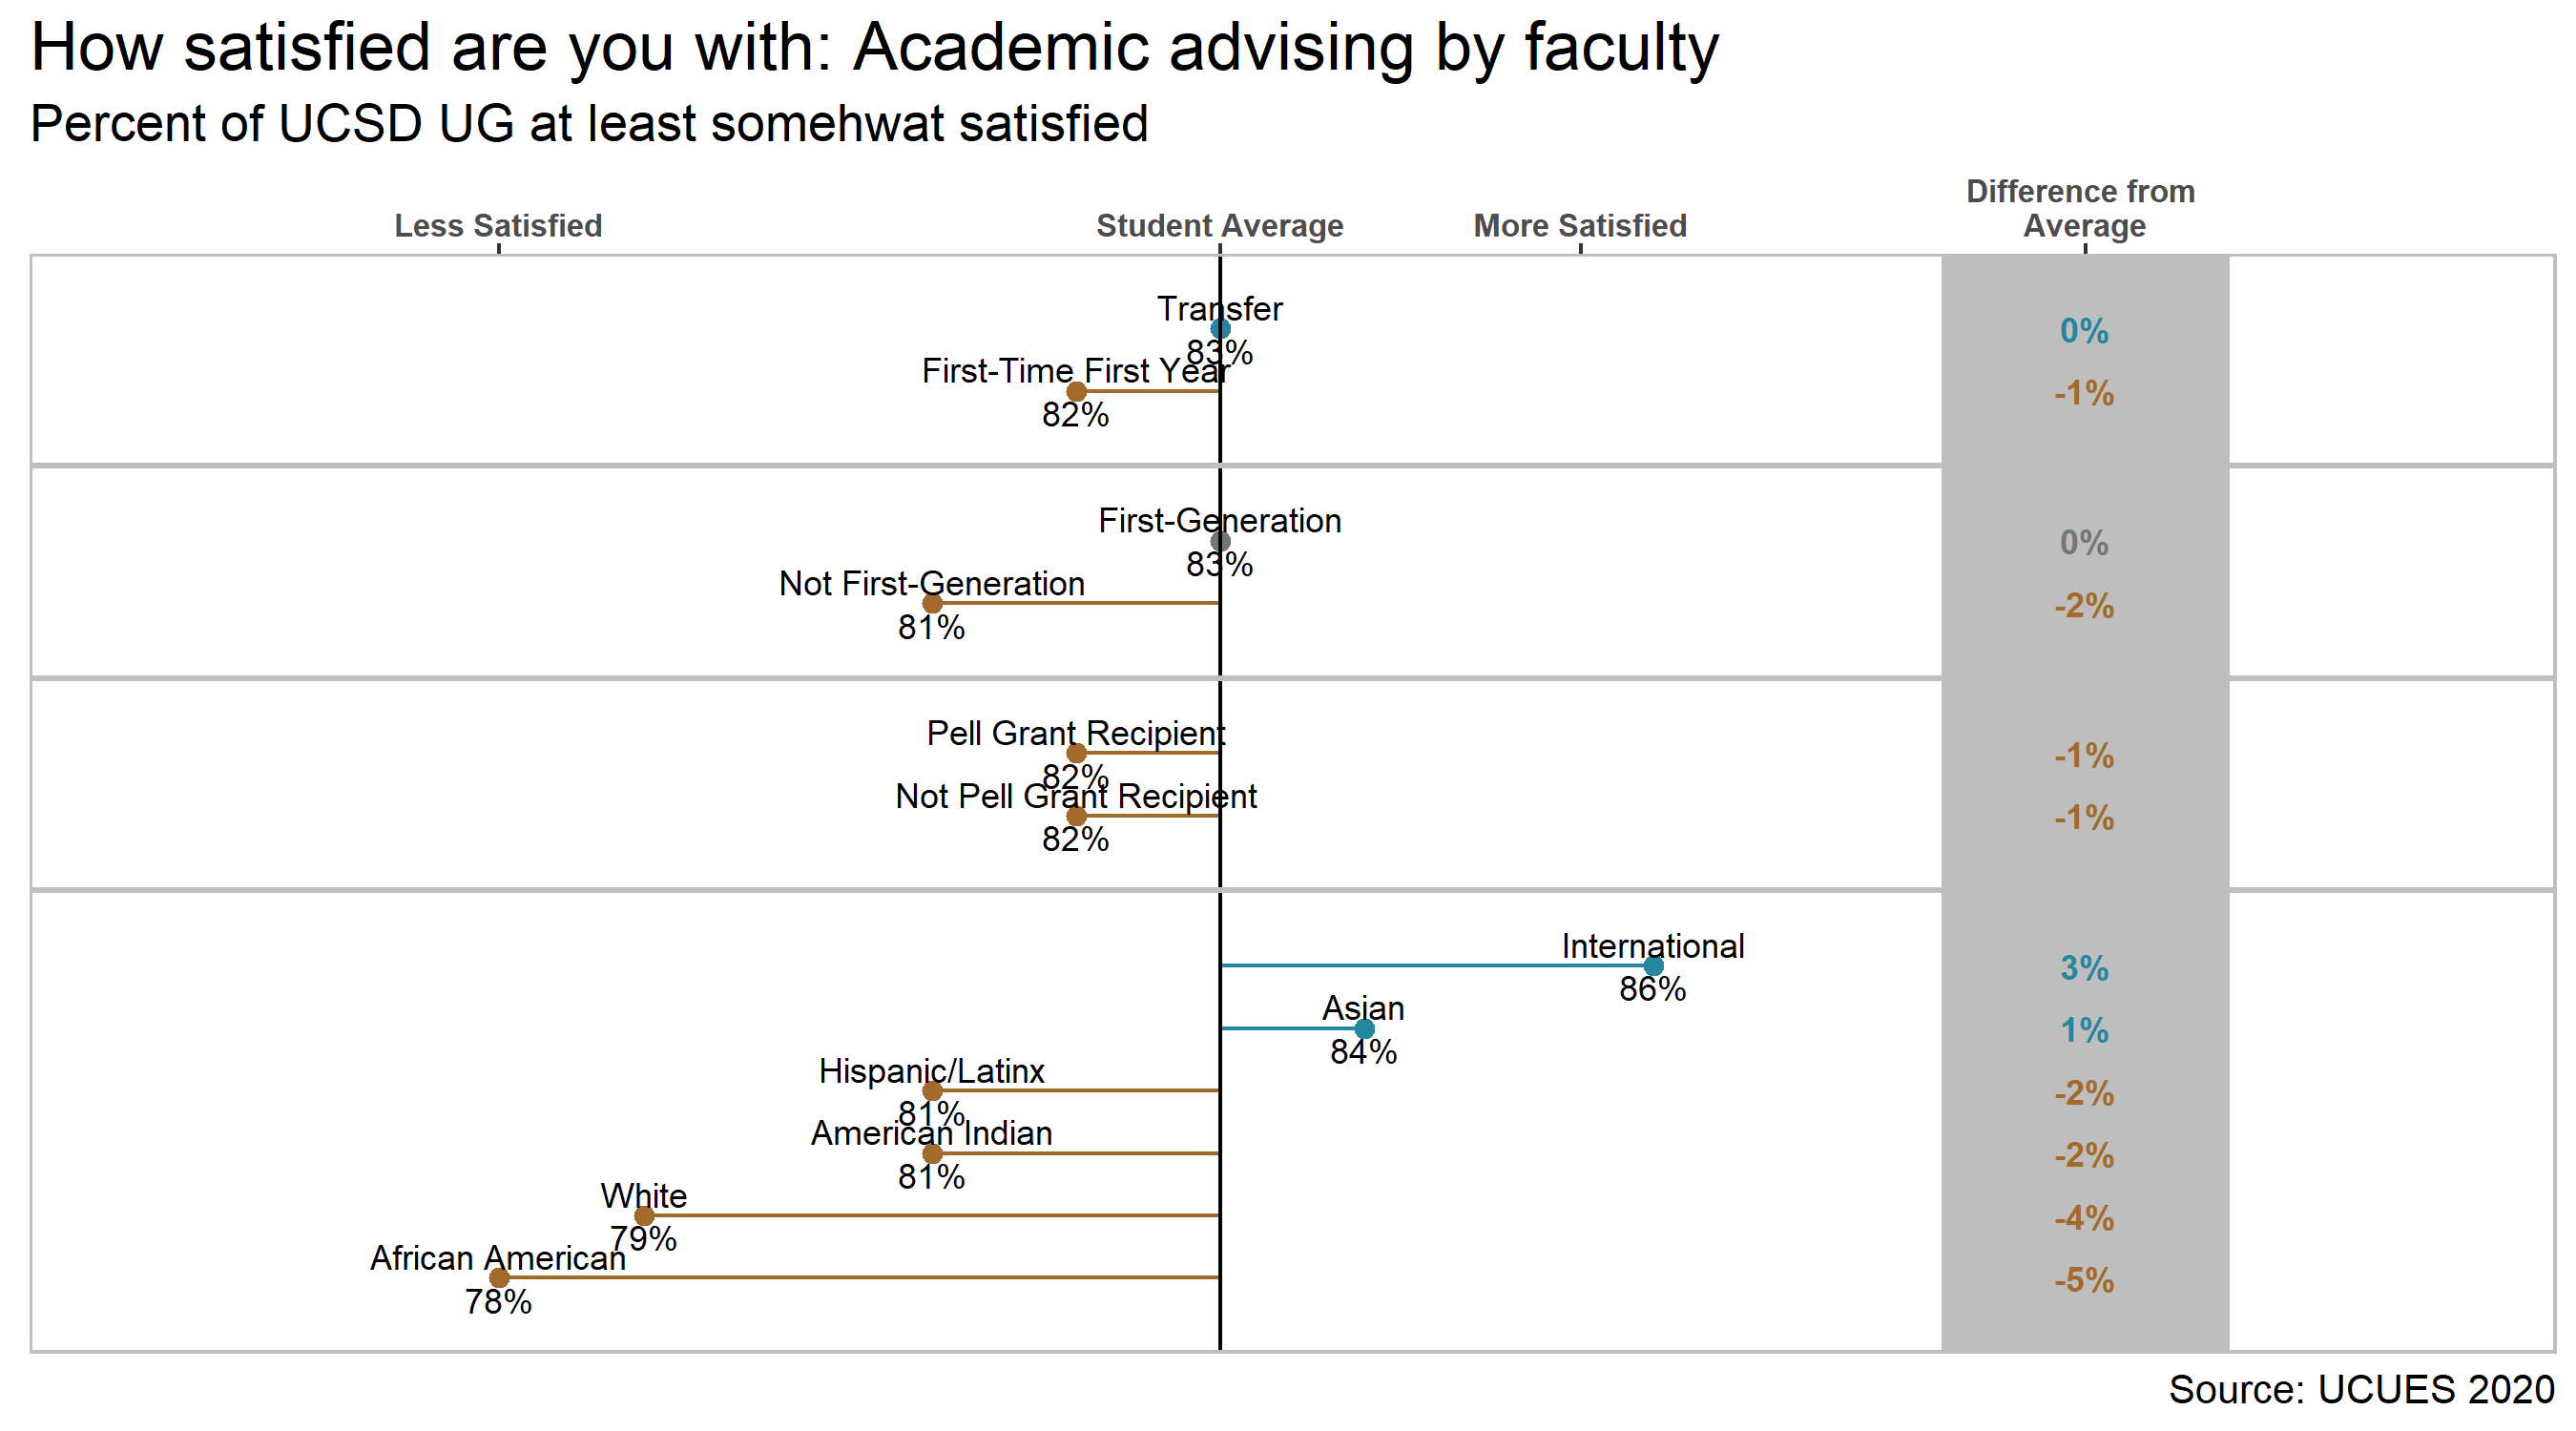 How satisfied are you with: Academic advising by faculty
Percent of UCSD UG at least somehwat satisfied
Less Satisfied
Student Average
More Satisfied
Difference from
Average
Transfer
83%
0%
First-Time First Year
82%
-1%
First-Generation
83%
0%
Not First-Generation
81%
-2%
Pell Grant Recipient
82%
-1%
Not Pell Grant Recipient
82%
-1%
International
86%
3%
Asian
84%
1%
Hispanic/Latinx
81%
-2%
American Indian
81%
-2%
White
79%
-4%
African American
78%
-5%
Source: UCUES 2020